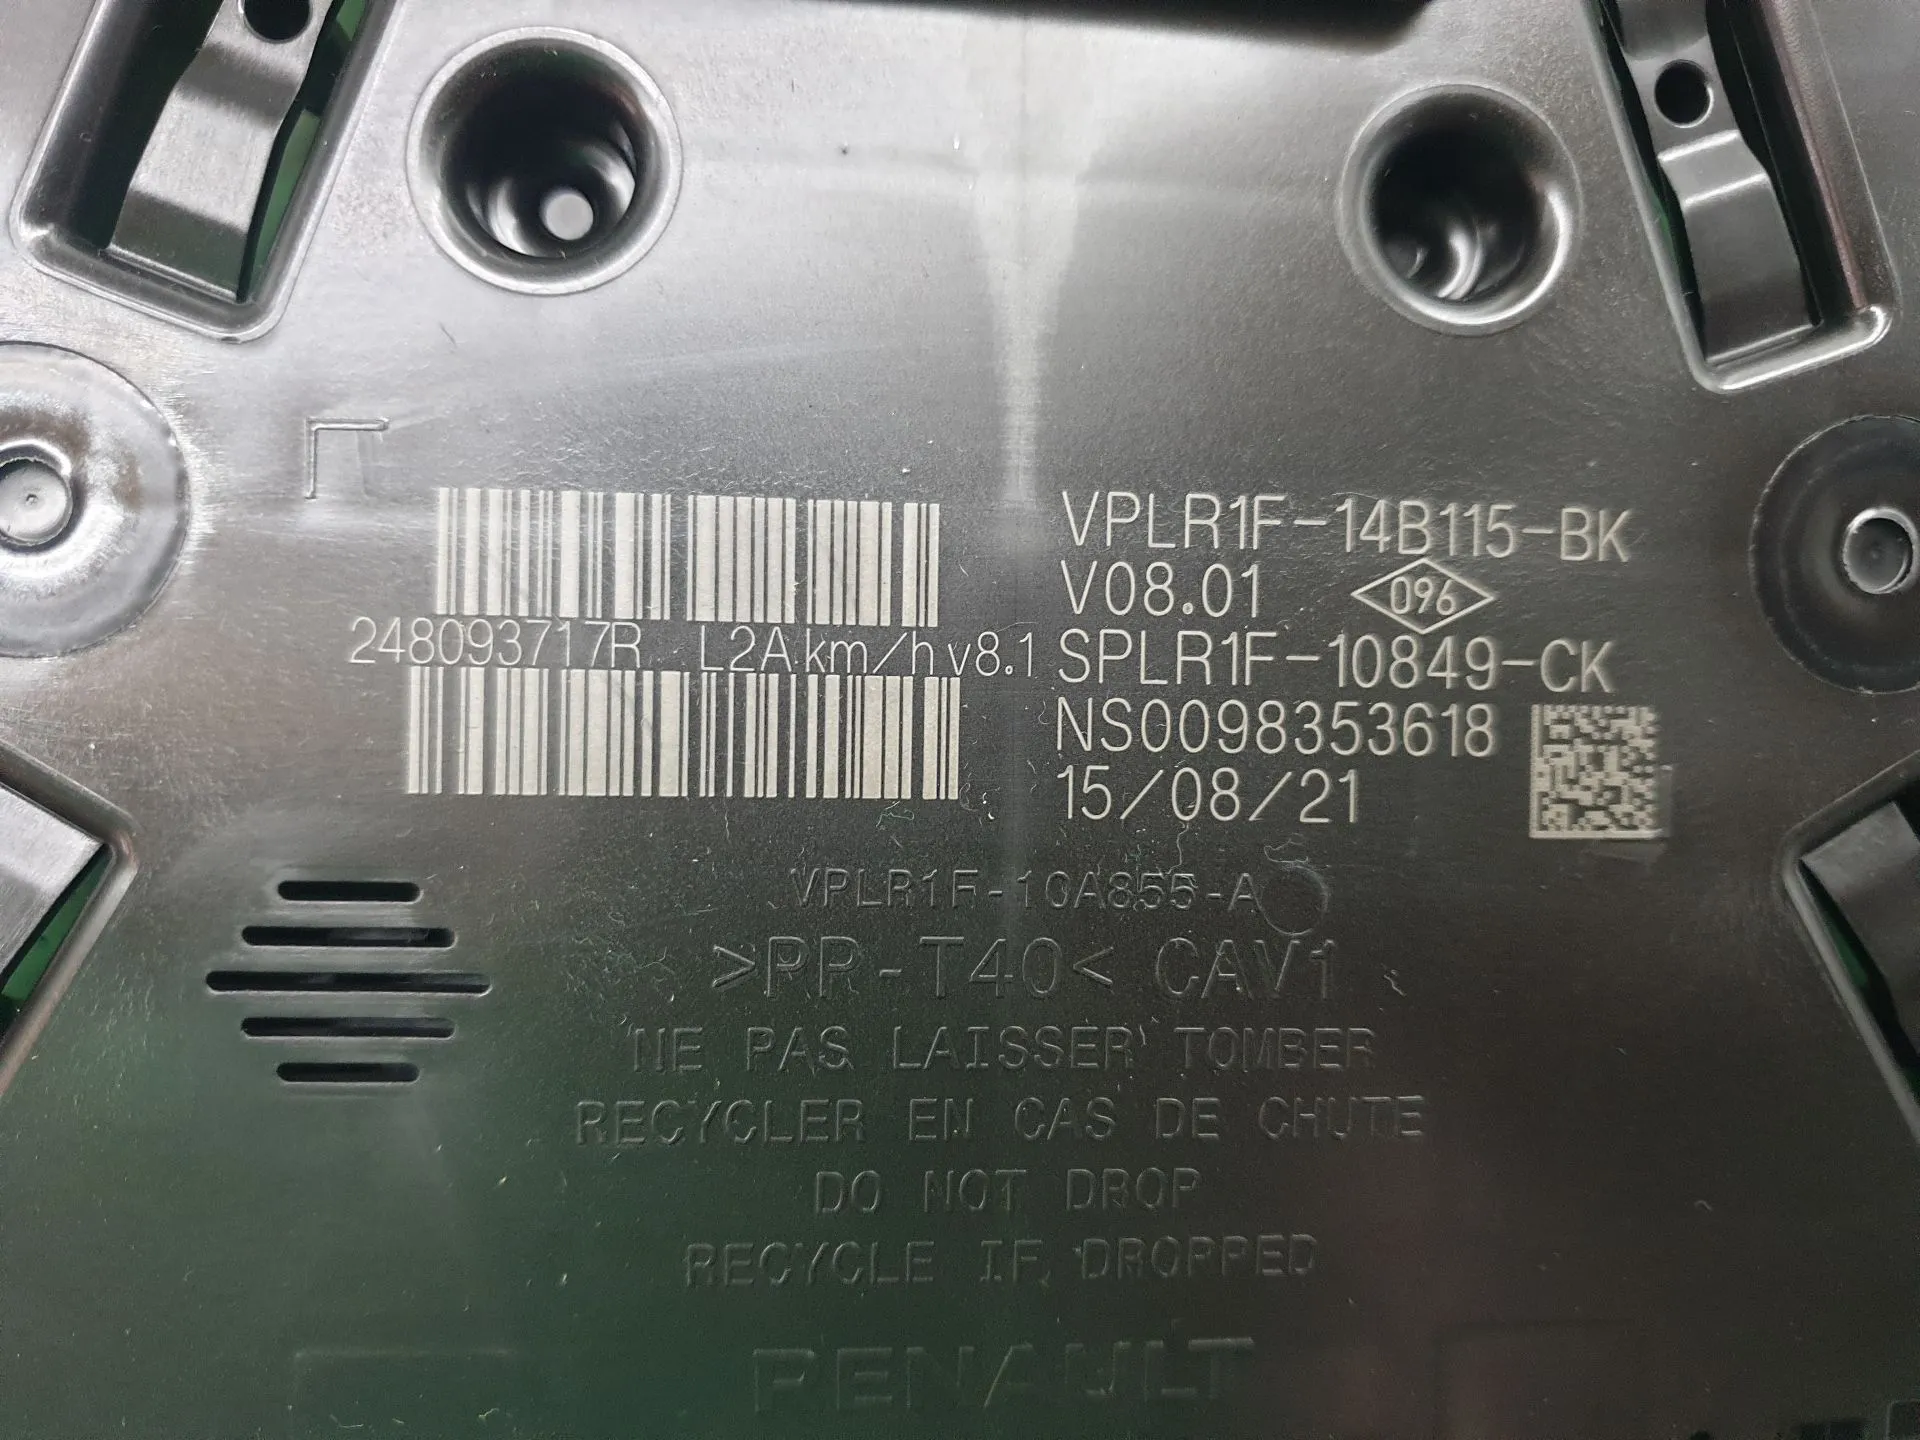 VPLR1F-14B115-BK
V08.01 096
248093717R L2A km/h v8.1
SPLR1F-10849-CK
NS0098353618
15/08/21
VPLR1F-10A855-A
>PP-T40< CAV1
NE PAS LAISSER TOMBER
RECYCLER EN CAS DE CHUTE
DO NOT DROP
RECYCLE IF DROPPED
RENAULT